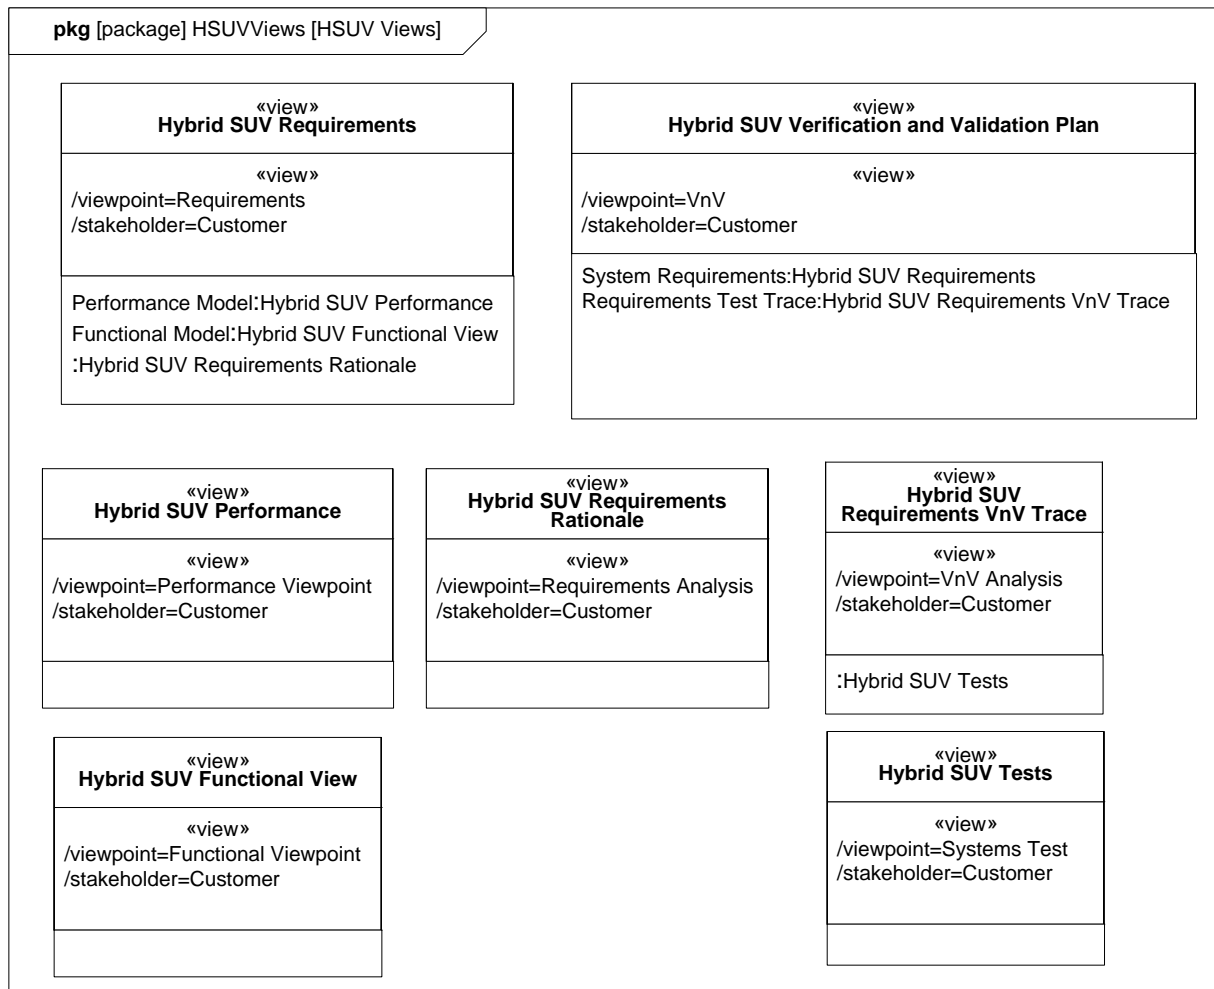 pkg [package] HSUVViews [HSUV Views]
«view»
Hybrid SUV Requirements
«view»
/viewpoint=Requirements
/stakeholder=Customer
Performance Model:Hybrid SUV Performance
Functional Model:Hybrid SUV Functional View
:Hybrid SUV Requirements Rationale
«view»
Hybrid SUV Verification and Validation Plan
«view»
/viewpoint=VnV
/stakeholder=Customer
System Requirements:Hybrid SUV Requirements
Requirements Test Trace:Hybrid SUV Requirements VnV Trace
«view»
Hybrid SUV Performance
«view»
/viewpoint=Performance Viewpoint
/stakeholder=Customer
«view»
Hybrid SUV Requirements
Rationale
«view»
/viewpoint=Requirements Analysis
/stakeholder=Customer
«view»
Hybrid SUV
Requirements VnV Trace
«view»
/viewpoint=VnV Analysis
/stakeholder=Customer
:Hybrid SUV Tests
«view»
Hybrid SUV Functional View
«view»
/viewpoint=Functional Viewpoint
/stakeholder=Customer
«view»
Hybrid SUV Tests
«view»
/viewpoint=Systems Test
/stakeholder=Customer